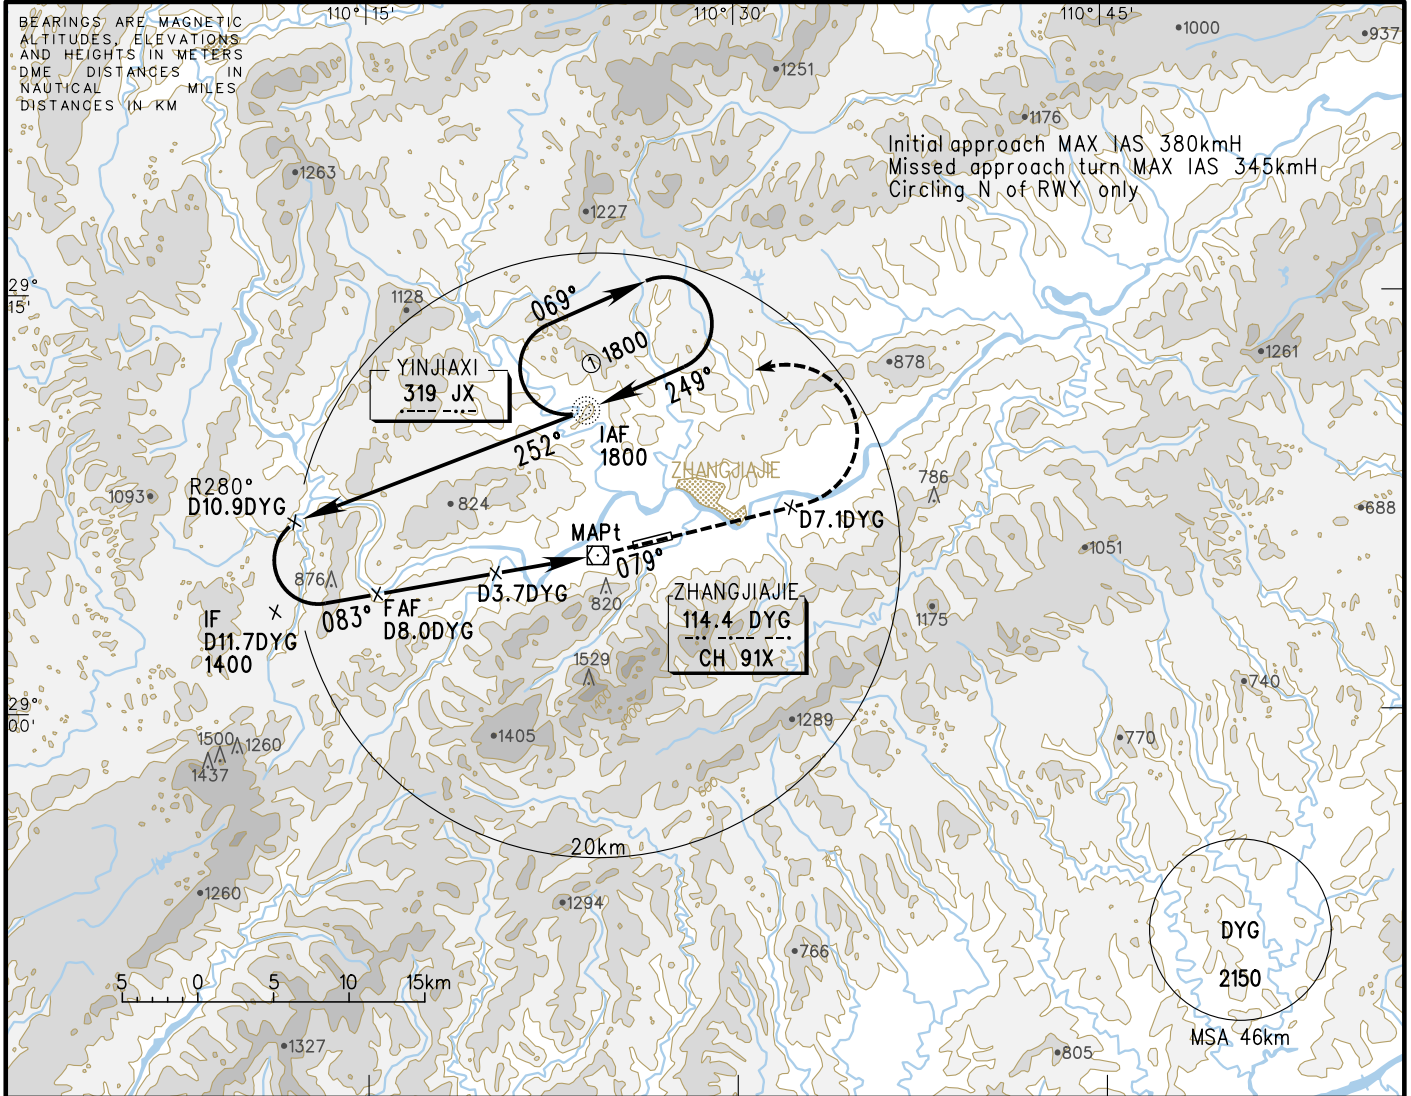 110° 15'
110° 30'
110° 45'
BEARINGS ARE MAGNETIC
ALTITUDES, ELEVATIONS
AND HEIGHTS IN METERS
DME DISTANCES IN
NAUTICAL MILES
DISTANCES IN KM
1000
937
1251
1176
Initial approach MAX IAS 380kmH
Missed approach turn MAX IAS 345kmH
Circling N of RWY only
1263
1227
29°
15'
1128
069°
1 1800
878
1261
YINJIAXI
319 JX
249°
IAF
1800
252°
ZHANGJIAJIE
786
R280°
D10.9DYG
1093
824
688
D7.1DYG
MAPt
079°
1051
876
D3.7DYG
083°
FAF
D8.0DYG
820
ZHANGJIAJIE
114.4 DYG
CH 91X
1175
IF
D11.7DYG
1400
1529
1400
1000
740
29°
00'
1289
1405
770
1500
1260
1437
600
20km
1260
1294
DYG
2150
766
5 0 5 10 15km
MSA 46km
1327
805